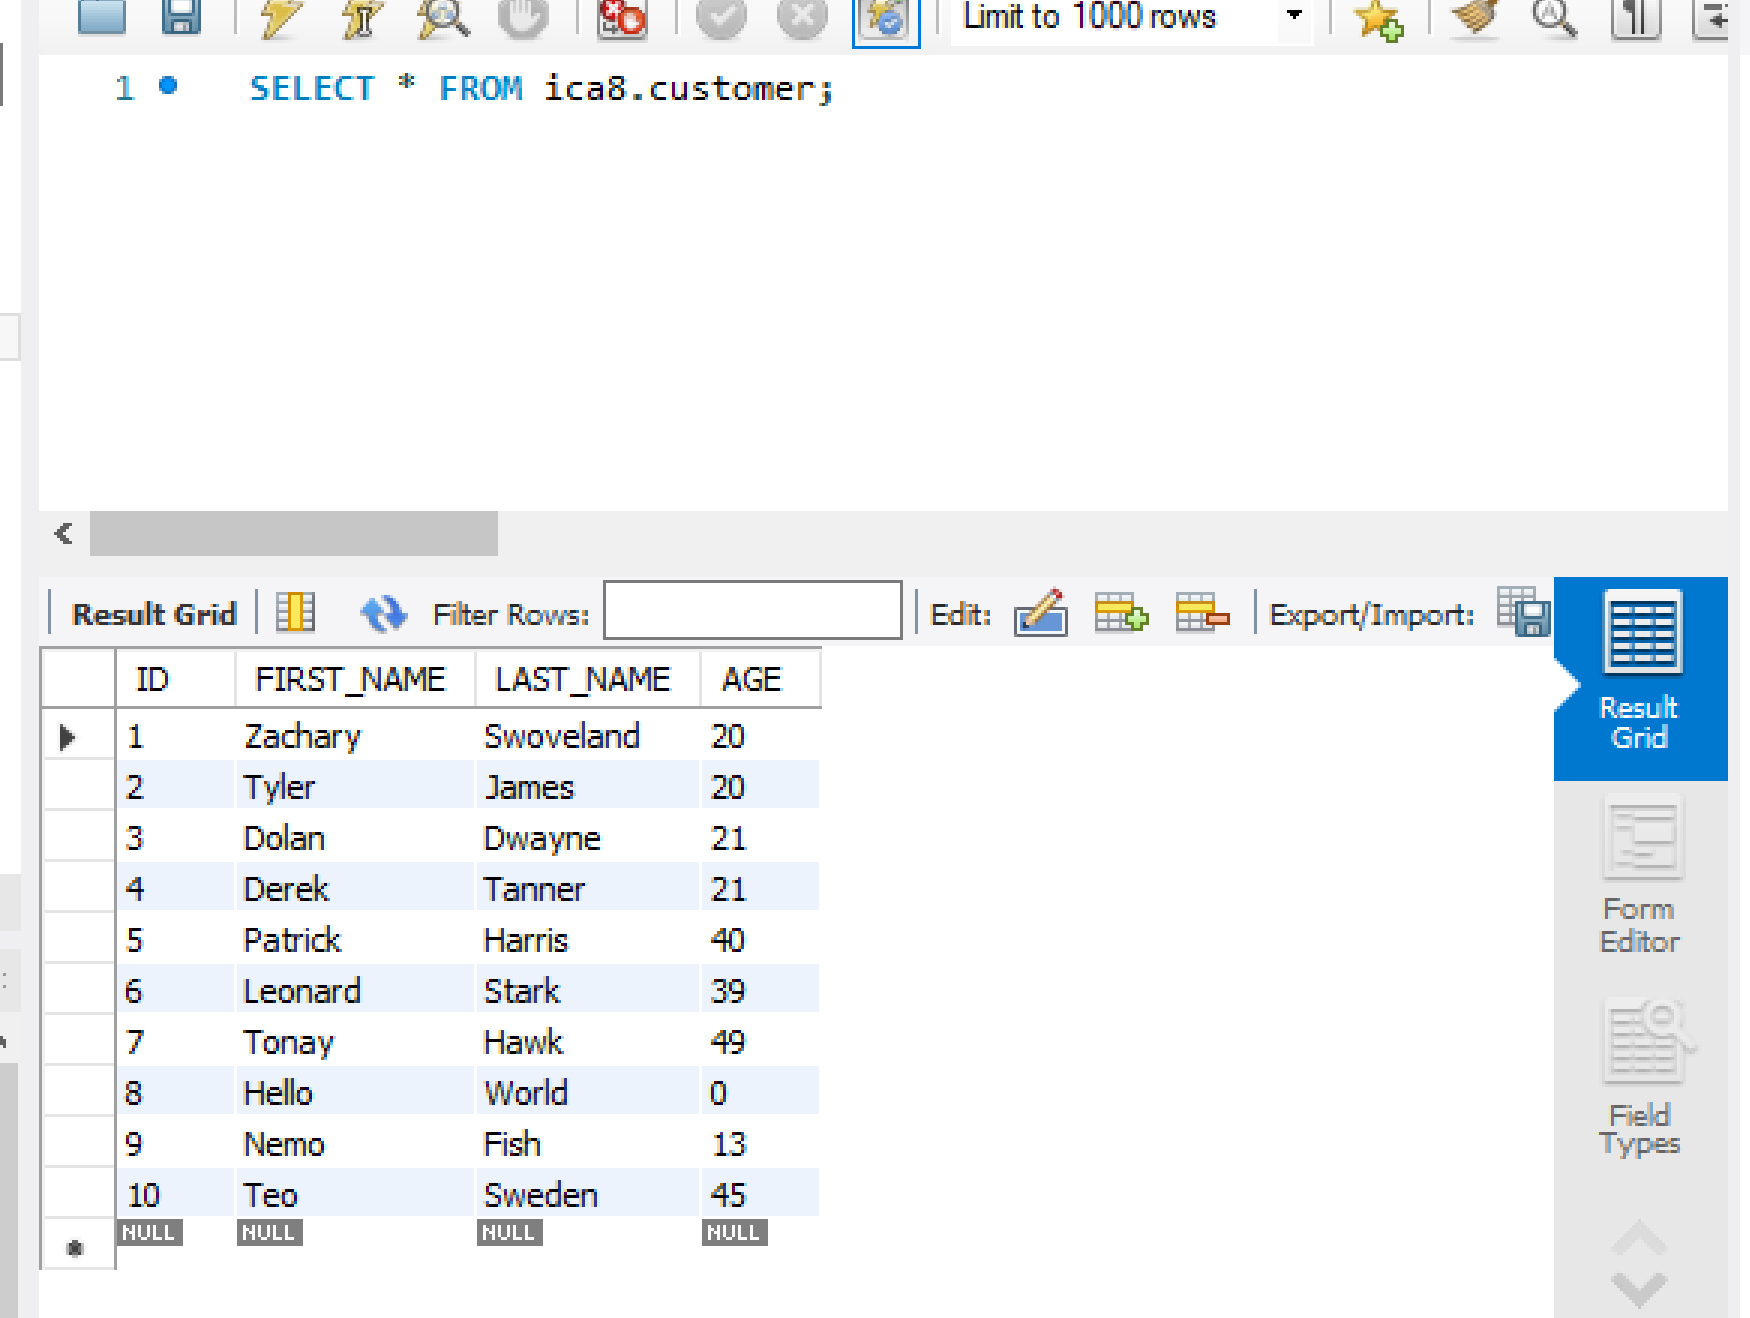 Limit to 1000 rows
1 SELECT * FROM ica8.customer;
Result Grid Filter Rows: Edit: Export/Import:
ID FIRST_NAME LAST_NAME AGE
1 Zachary Swoveland 20
2 Tyler James 20
3 Dolan Dwayne 21
4 Derek Tanner 21
5 Patrick Harris 40
6 Leonard Stark 39
7 Tonay Hawk 49
8 Hello World 0
9 Nemo Fish 13
10 Teo Sweden 45
NULL NULL NULL NULL
Result
Grid
Form
Editor
Field
Types